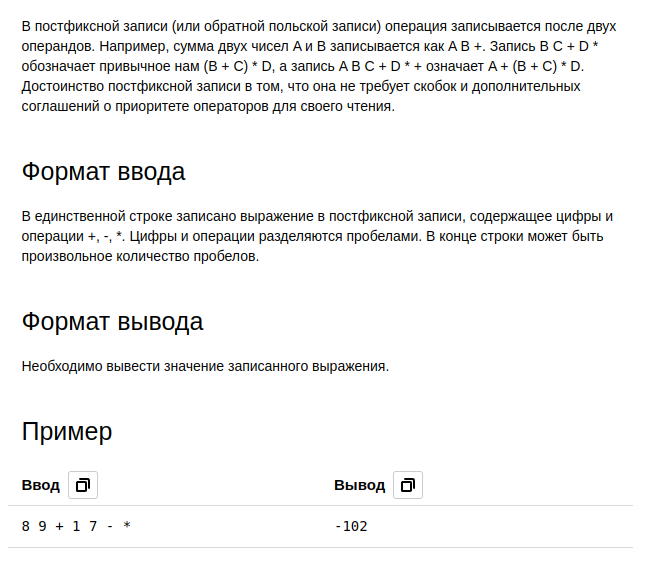 В постфиксной записи (или обратной польской записи) операция записывается после двух
операндов. Например, сумма двух чисел A и B записывается как A B +. Запись B C + D *
обозначает привычное нам (B + C) * D, а запись A B C + D * + означает A + (B + C) * D.
Достоинство постфиксной записи в том, что она не требует скобок и дополнительных
соглашений о приоритете операторов для своего чтения.
Формат ввода
В единственной строке записано выражение в постфиксной записи, содержащее цифры и
операции +, -, *. Цифры и операции разделяются пробелами. В конце строки может быть
произвольное количество пробелов.
Формат вывода
Необходимо вывести значение записанного выражения.
Пример
Ввод Вывод
8 9 + 1 7 - * -102